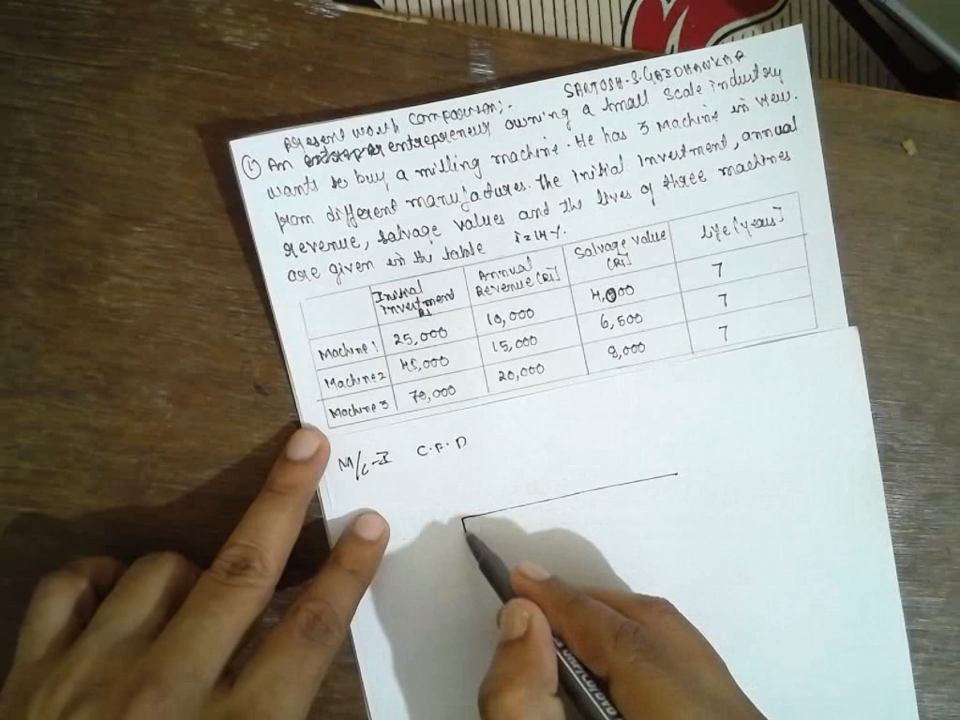 SANTOSH.S.GAIDHANKAR
Present worth comparison:-
① An entrepreneur owning a small scale industry
wants to buy a milling machine. He has 3 Machine in view.
from different manufactures. The initial investment, annual
revenue, salvage values and the lives of three machines
are given in the table i=14%.
Initial investment Annual Revenue [Rs] Salvage Value [Rs] Life [Years]
Machine 1 25,000 10,000 4,000 7
Machine 2 45,000 15,000 6,500 7
Machine 3 70,000 20,000 9,000 7
M/c-I C.F.D